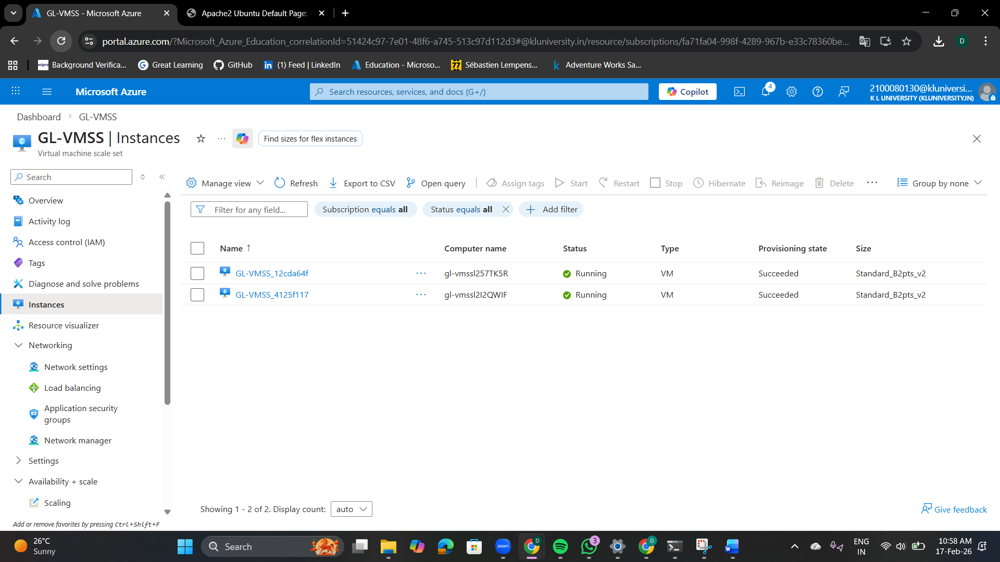 GL-VMSS - Microsoft Azure
Apache2 Ubuntu Default Page:
portal.azure.com/?Microsoft_Azure_Education_correlationId=51424c97-7e01-48f6-a745-513c97d112d3#@kluniversity.in/resource/subscriptions/fa71fa04-998f-4289-967b-e33c78360be...
D
wipro Background Verifica...
Great Learning
GitHub
(1) Feed | LinkedIn
Education - Microso...
77 Sébastien Lempens...
k Adventure Works Sa...
Microsoft Azure
Search resources, services, and docs (G+/)
Copilot
4
2100080130@kluniversi...
K L UNIVERSITY (KLUNIVERSITY.IN)
Dashboard > GL-VMSS
GL-VMSS | Instances
Find sizes for flex instances
Virtual machine scale set
Search
Manage view
Refresh
Export to CSV
Open query
Assign tags
Start
Restart
Stop
Hibernate
Reimage
Delete
Group by none
Filter for any field...
Subscription equals all
Status equals all
Add filter
Overview
Activity log
Access control (IAM)
Tags
Diagnose and solve problems
Instances
Resource visualizer
Networking
Network settings
Load balancing
Application security
groups
Network manager
Settings
Availability + scale
Scaling
Add or remove favorites by pressing Ctrl+Shift+F
Name ↑ Computer name Status Type Provisioning state Size
GL-VMSS_12cda64f ... gl-vmssl257TK5R Running VM Succeeded Standard_B2pts_v2
GL-VMSS_4125f117 ... gl-vmssl2I2QWIF Running VM Succeeded Standard_B2pts_v2
Showing 1 - 2 of 2. Display count: auto
Give feedback
26°C
Sunny
Search
zoom
D
3
D
W
ENG
IN
10:58 AM
17-Feb-26